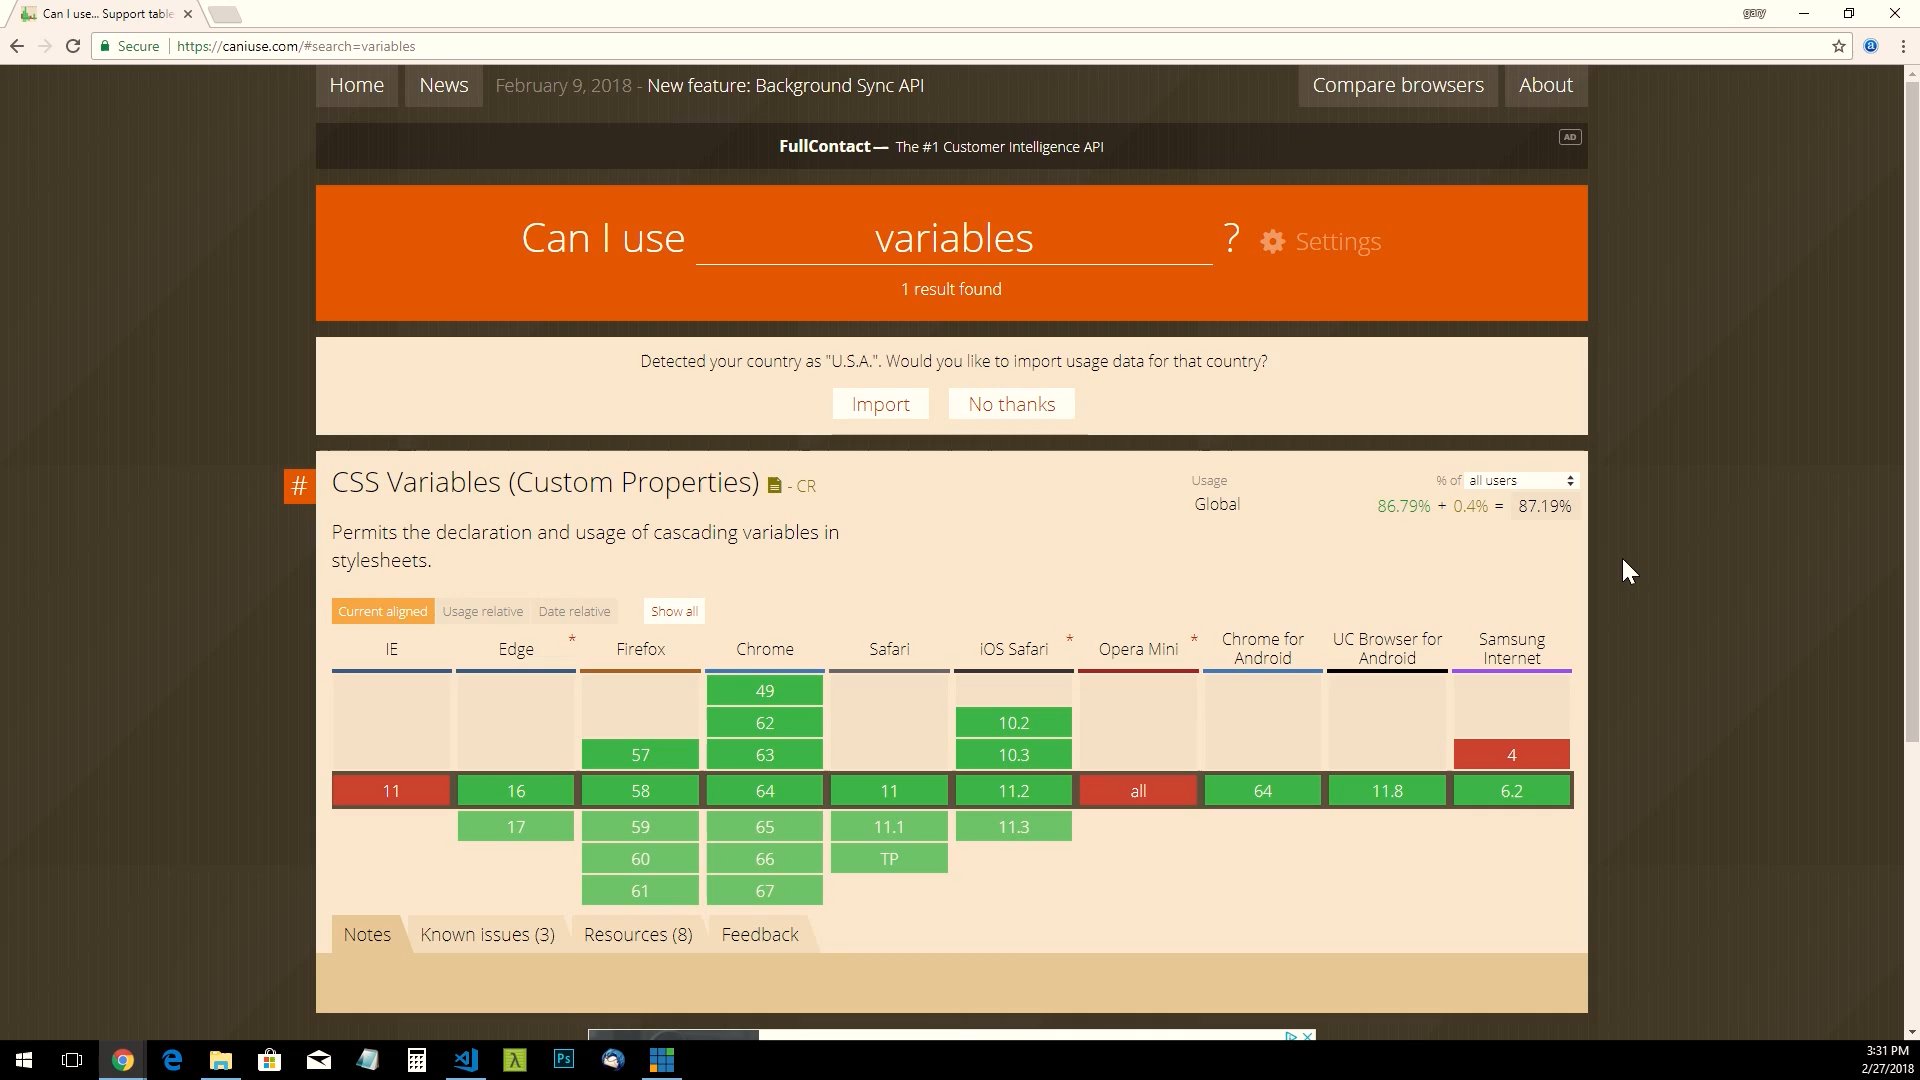 Can I use... Support table
gary
Secure
https://caniuse.com/#search=variables
a
Home
News
February 9, 2018 - New feature: Background Sync API
Compare browsers
About
FullContact — The #1 Customer Intelligence API
AD
Can I use variables ? Settings
1 result found
Detected your country as "U.S.A.". Would you like to import usage data for that country?
Import
No thanks
#
CSS Variables (Custom Properties) - CR
Usage
% of all users
Global
86.79% + 0.4% = 87.19%
Permits the declaration and usage of cascading variables in
stylesheets.
Current aligned
Usage relative
Date relative
Show all
IE
Edge *
Firefox
Chrome
Safari
iOS Safari *
Opera Mini *
Chrome for
Android
UC Browser for
Android
Samsung
Internet
49
62
10.2
57
63
10.3
4
11
16
58
64
11
11.2
all
64
11.8
6.2
17
59
65
11.1
11.3
60
66
TP
61
67
Notes
Known issues (3)
Resources (8)
Feedback
Ps
3:31 PM
2/27/2018